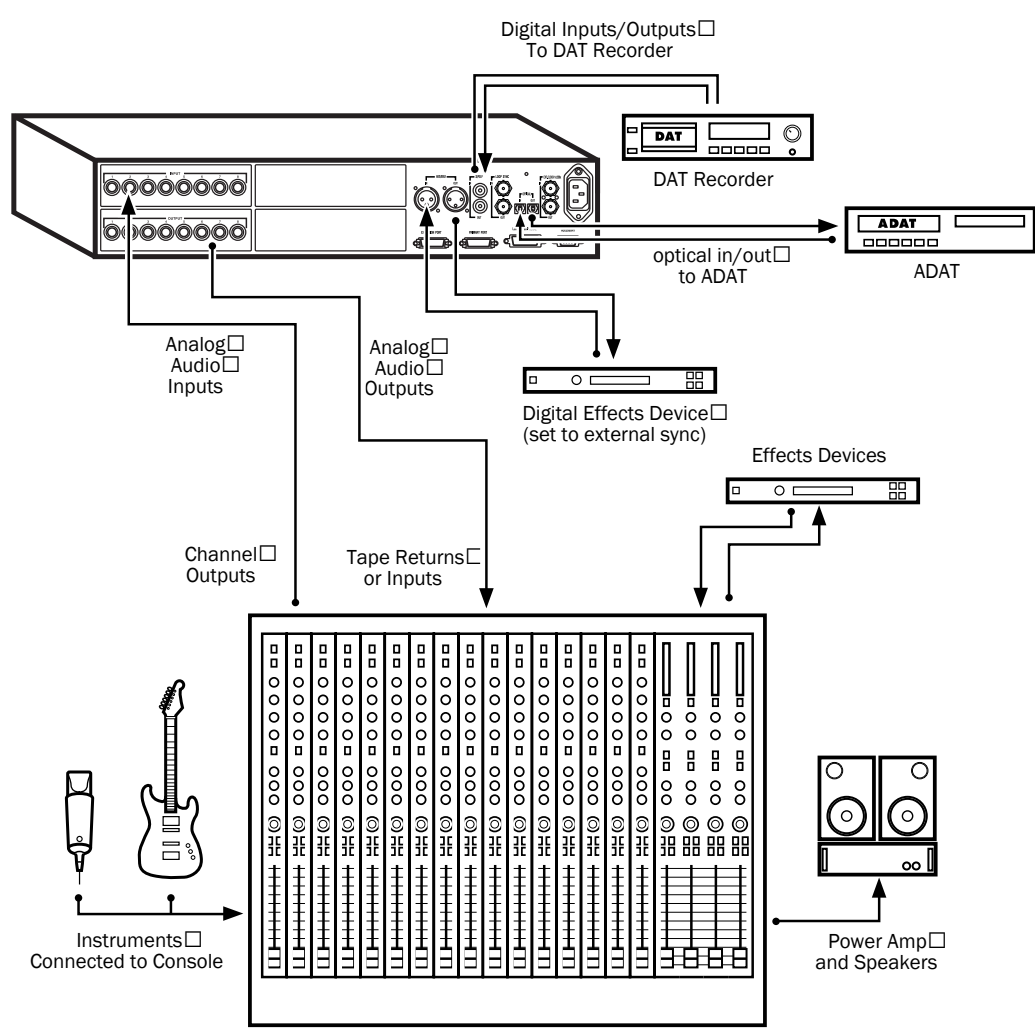 Digital Inputs/Outputs□
To DAT Recorder
DAT
DAT Recorder
INPUT
OUTPUT
ADAT
ADAT
optical in/out□
to ADAT
Analog□
Audio□
Inputs
Analog□
Audio□
Outputs
Digital Effects Device□
(set to external sync)
Effects Devices
Channel□
Outputs
Tape Returns□
or Inputs
Instruments□
Connected to Console
Power Amp□
and Speakers